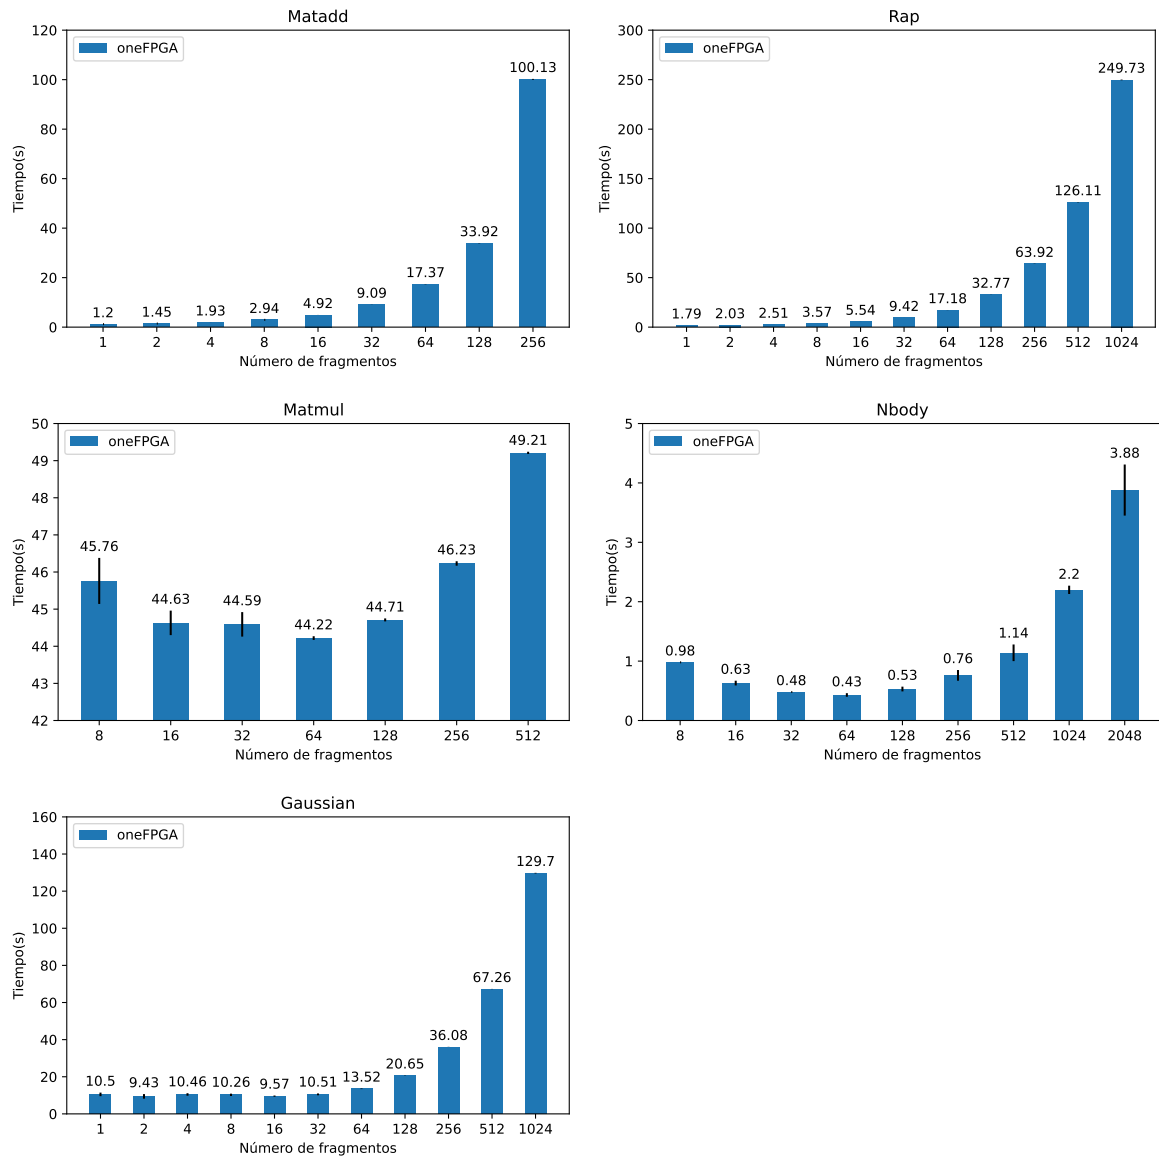 Matadd
120
100
80
60
40
20
0
Tiempo(s)
oneFPGA
1.2 1.45 1.93 2.94 4.92 9.09 17.37 33.92 100.13
1 2 4 8 16 32 64 128 256
Número de fragmentos
Rap
300
250
200
150
100
50
0
Tiempo(s)
oneFPGA
1.79 2.03 2.51 3.57 5.54 9.42 17.18 32.77 63.92 126.11 249.73
1 2 4 8 16 32 64 128 256 512 1024
Número de fragmentos
Matmul
50
49
48
47
46
45
44
43
42
Tiempo(s)
oneFPGA
45.76 44.63 44.59 44.22 44.71 46.23 49.21
8 16 32 64 128 256 512
Número de fragmentos
Nbody
5
4
3
2
1
0
Tiempo(s)
oneFPGA
0.98 0.63 0.48 0.43 0.53 0.76 1.14 2.2 3.88
8 16 32 64 128 256 512 1024 2048
Número de fragmentos
Gaussian
160
140
120
100
80
60
40
20
0
Tiempo(s)
oneFPGA
10.5 9.43 10.46 10.26 9.57 10.51 13.52 20.65 36.08 67.26 129.7
1 2 4 8 16 32 64 128 256 512 1024
Número de fragmentos